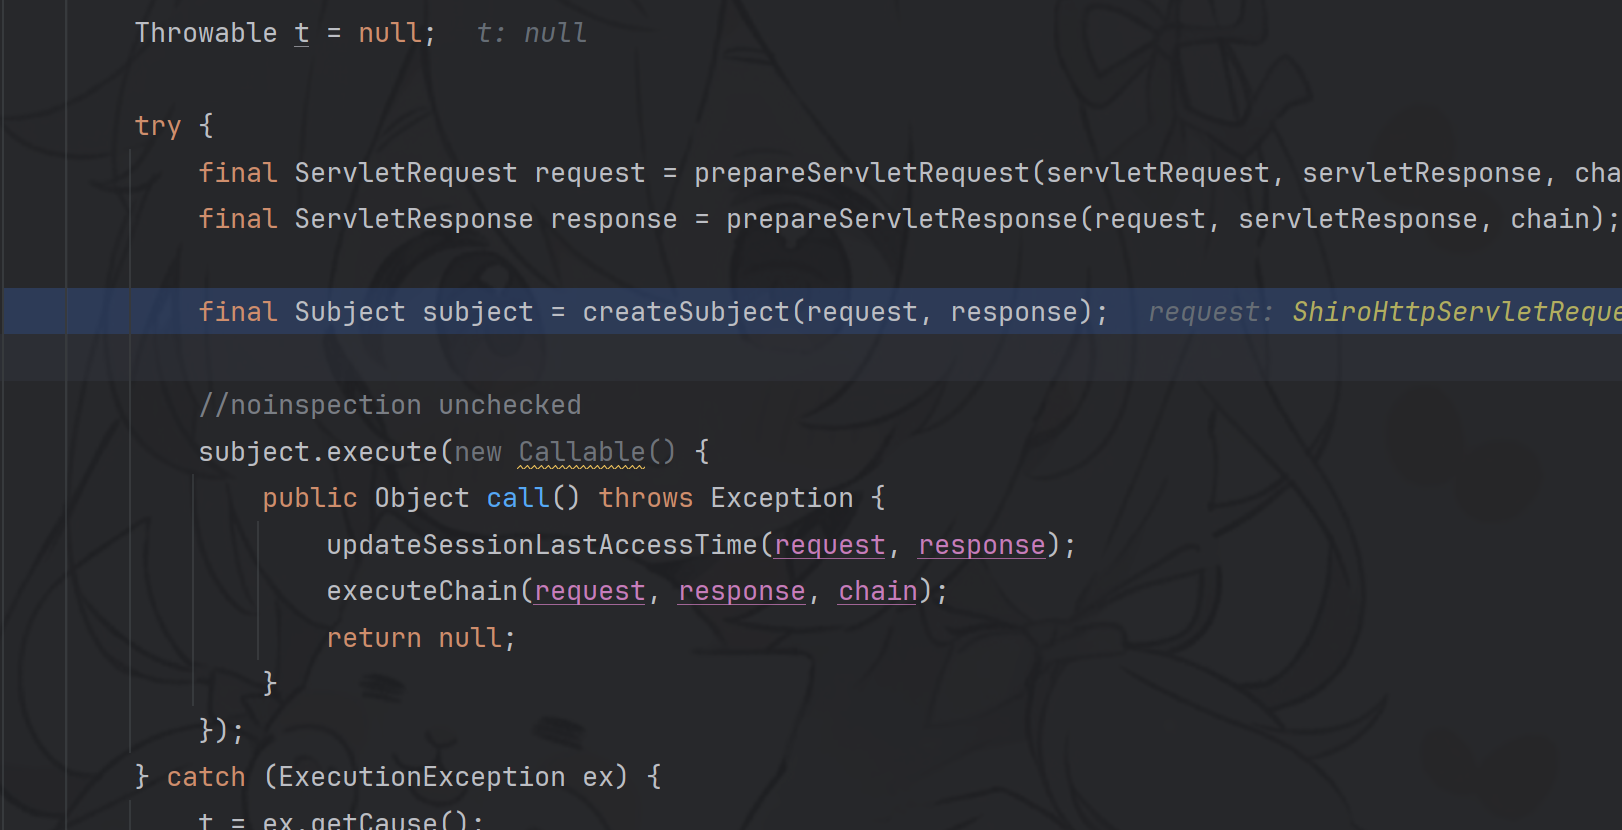 Throwable t = null;  t: null
try {
final ServletRequest request = prepareServletRequest(servletRequest, servletResponse, cha
final ServletResponse response = prepareServletResponse(request, servletResponse, chain);
final Subject subject = createSubject(request, response);  request: ShiroHttpServletReque
//noinspection unchecked
subject.execute(new Callable() {
public Object call() throws Exception {
updateSessionLastAccessTime(request, response);
executeChain(request, response, chain);
return null;
}
});
} catch (ExecutionException ex) {
t = ex.getCause();